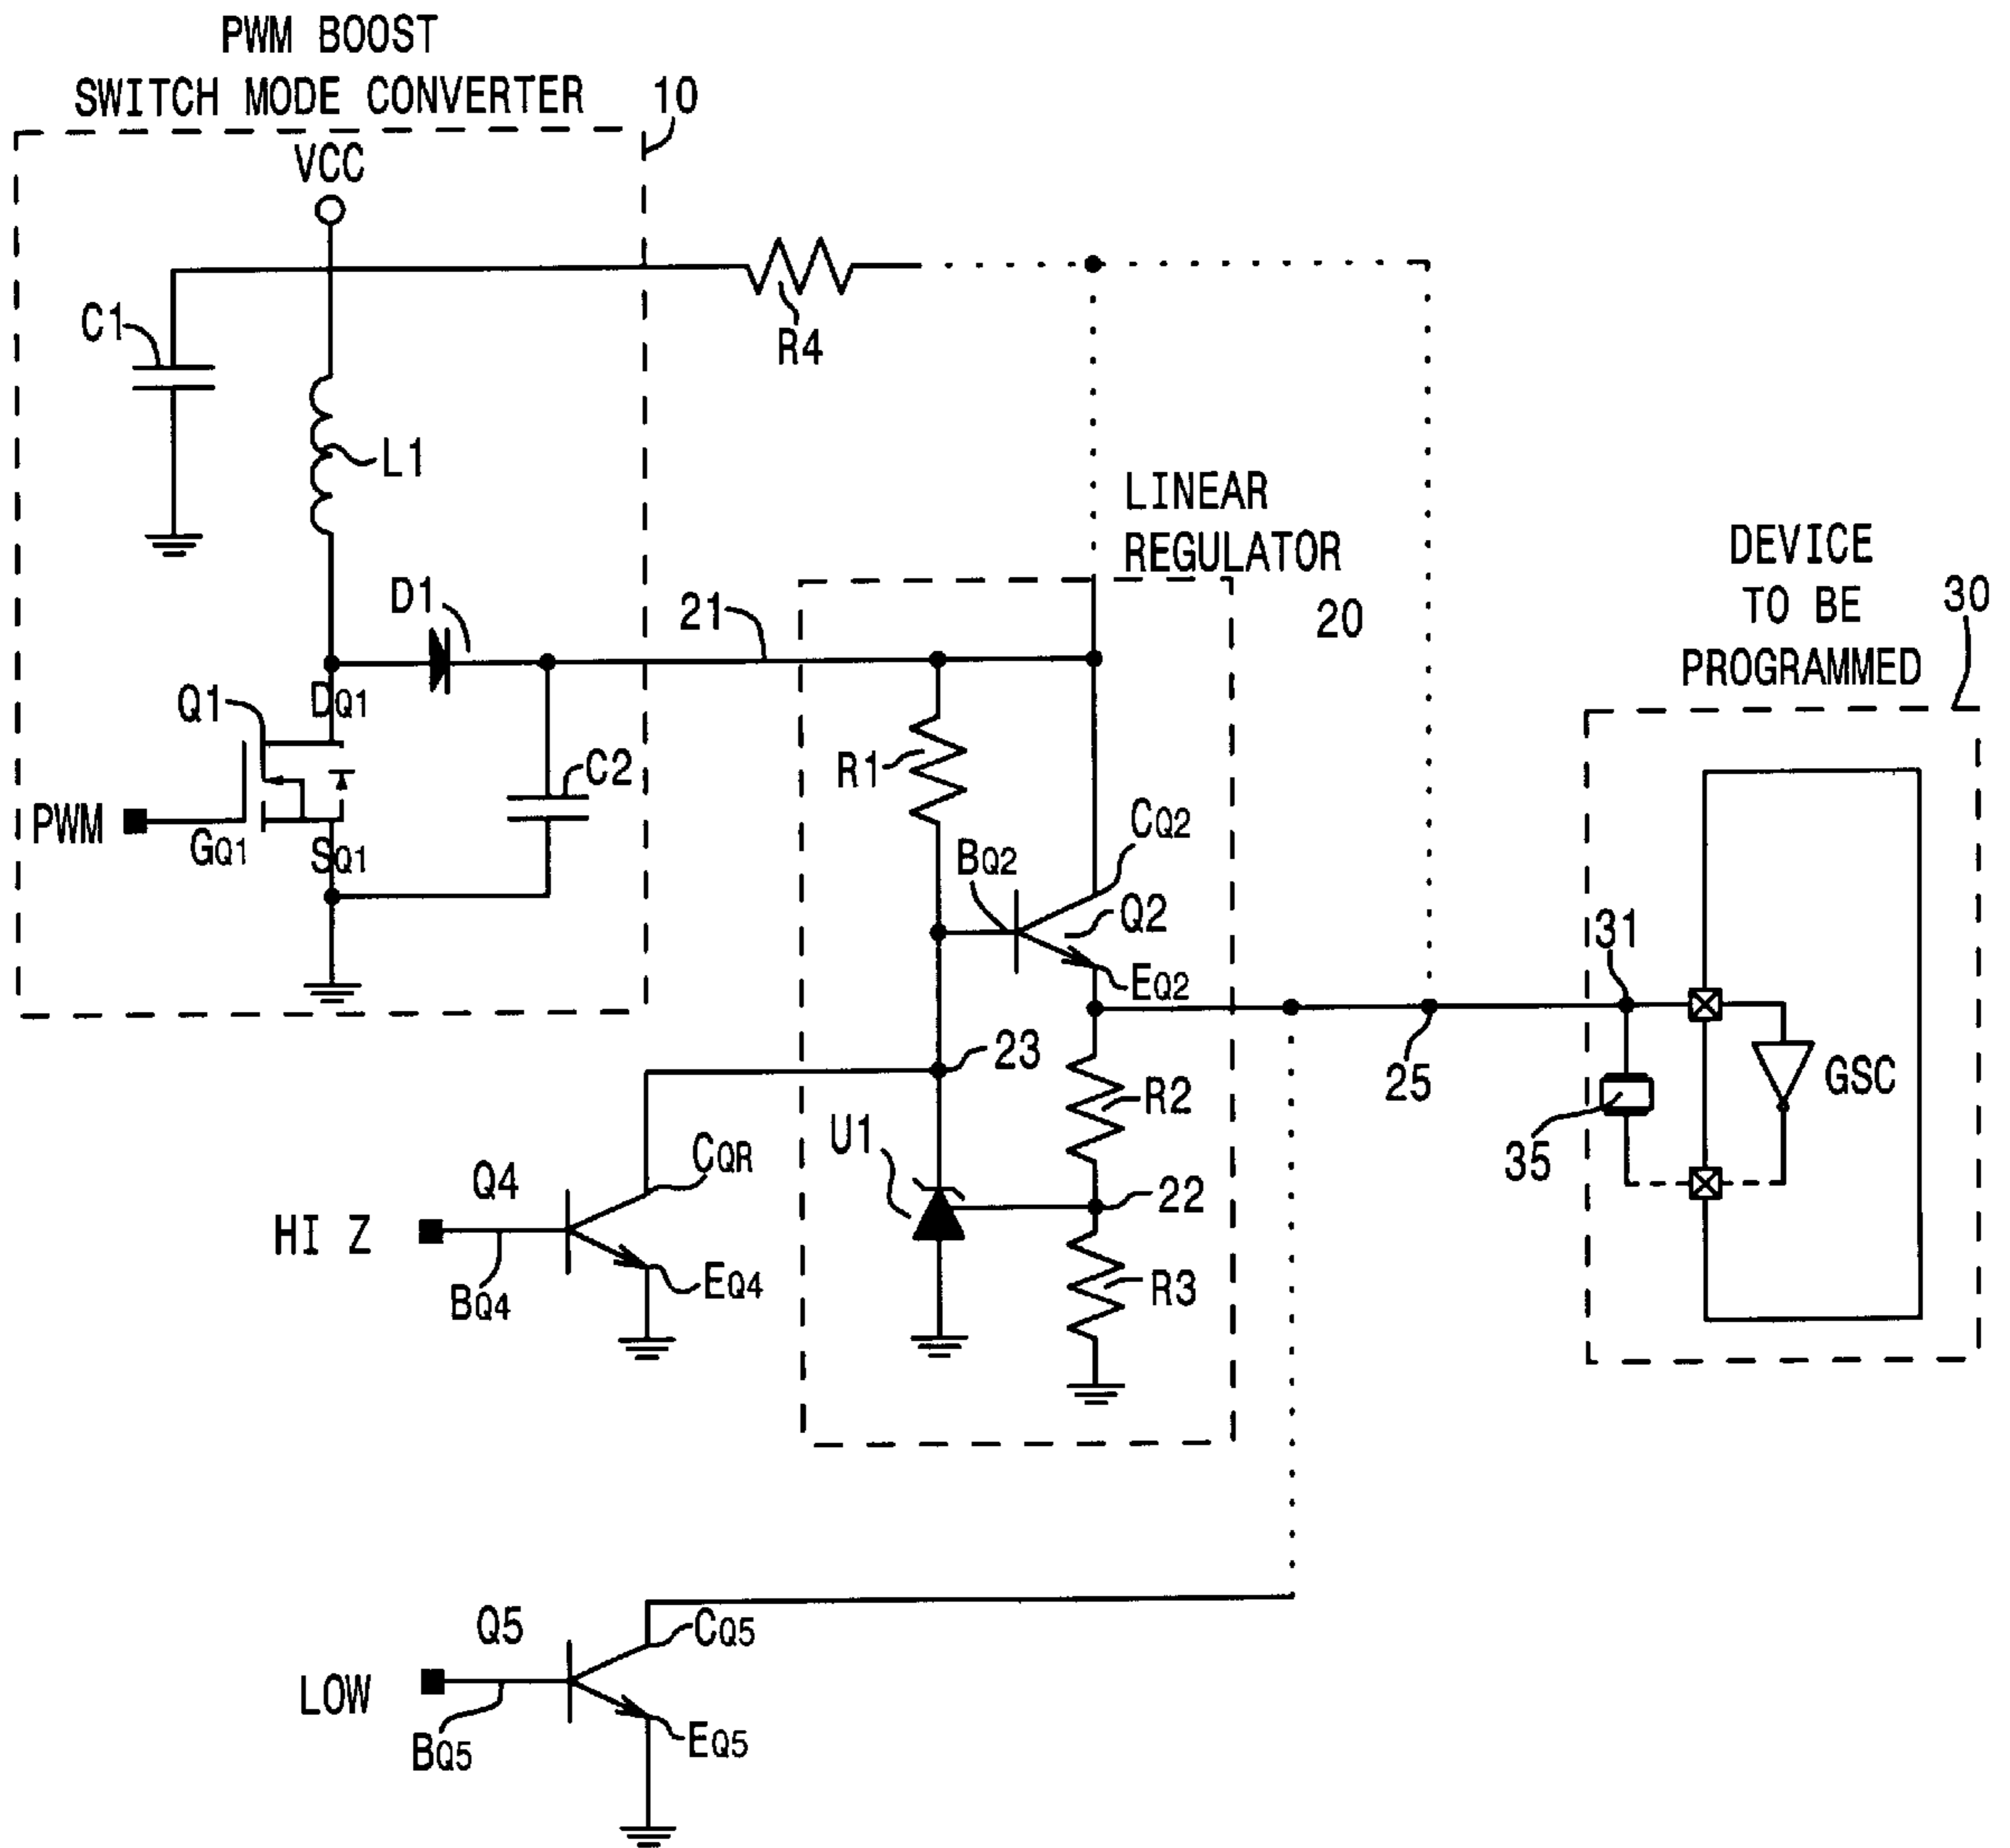 PWM BOOST
SWITCH MODE CONVERTER
10
VCC
C1
R4
L1
LINEAR
REGULATOR
20
DEVICE
TO BE
PROGRAMMED
30
D1
21
Q1
DQ1
R1
C2
CQ2
PWM
GQ1
SQ1
BQ2
Q2
EQ2
31
23
25
R2
GSC
U1
35
Q4
CQR
22
HI Z
BQ4
EQ4
R3
Q5
CQ5
LOW
BQ5
EQ5